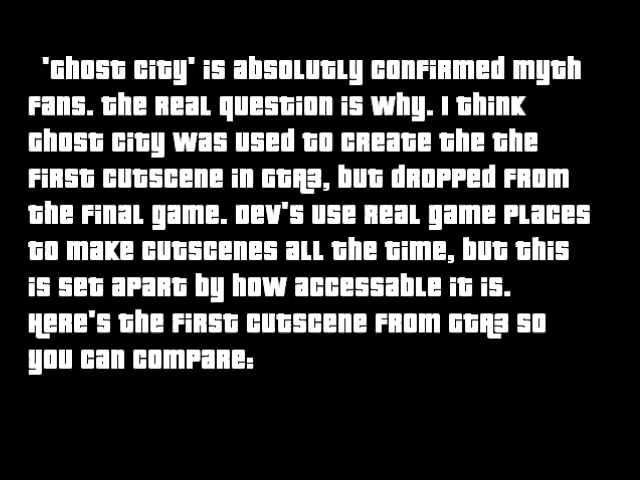 'Ghost City' is absolutly confirmed myth
fans. The real question is why. I think
Ghost City was used to create the the
first cutscene in GTA3, but dropped from
the final game. Dev's use real game places
to make cutscenes all the time, but this
is set apart by how accessable it is.
Here's the first cutscene from GTA3 so
you can compare: